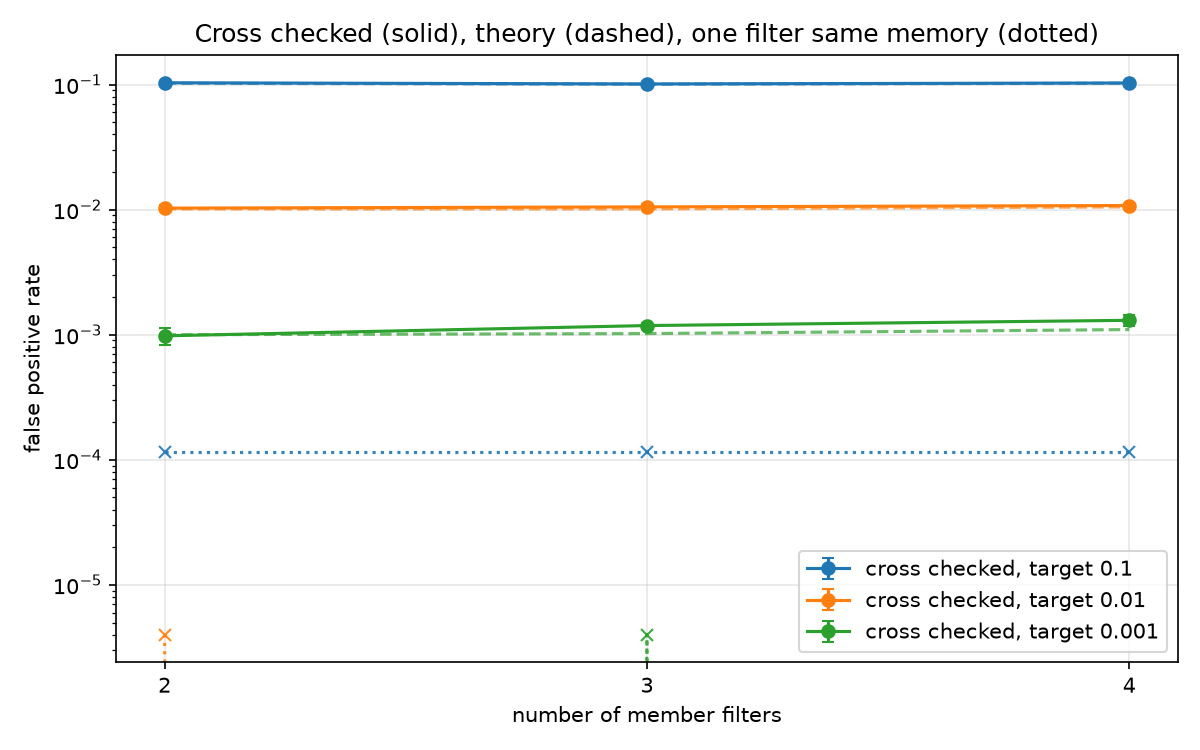 Cross checked (solid), theory (dashed), one filter same memory (dotted)
false positive rate
10⁻¹
10⁻²
10⁻³
10⁻⁴
10⁻⁵
cross checked, target 0.1
cross checked, target 0.01
cross checked, target 0.001
2 3 4
number of member filters